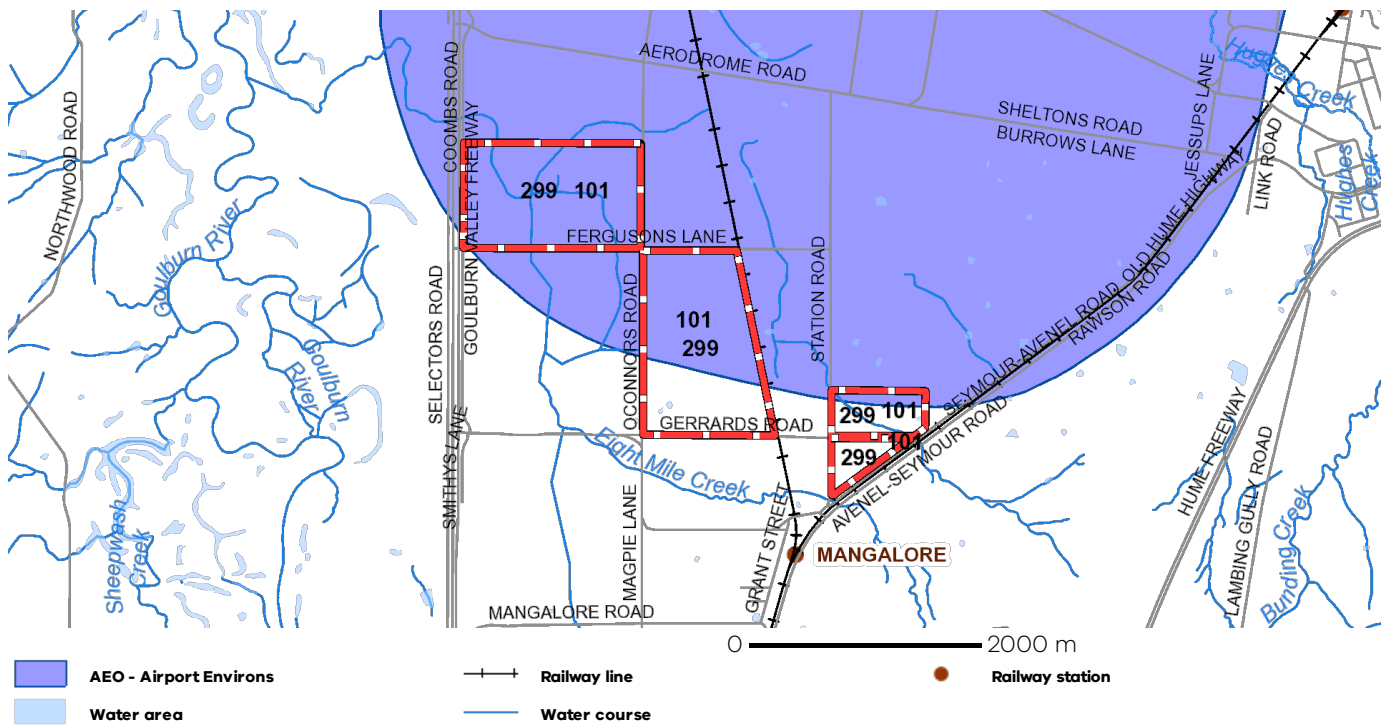 AERODROME ROAD
SHELTONS ROAD
BURROWS LANE
JESSUPS LANE
Hughes Creek
Hughes
Creek
LINK ROAD
NORTHWOOD ROAD
COOMBS ROAD
GOULBURN VALLEY FREEWAY
299 101
FERGUSONS LANE
Goulburn River
Goulburn
River
SELECTORS ROAD
OCONNORS ROAD
101
299
STATION ROAD
SEYMOUR-AVENEL ROAD
OLD HUME HIGHWAY
RAWSON ROAD
299 101
101
299
GERRARDS ROAD
AVENEL-SEYMOUR ROAD
Eight Mile Creek
SMITHYS LANE
MAGPIE LANE
GRANT STREET
MANGALORE
HUME FREEWAY
LAMBING GULLY ROAD
Bunding Creek
Sheepwash
Creek
MANGALORE ROAD
0 2000 m
AEO - Airport Environs
Railway line
Railway station
Water area
Water course